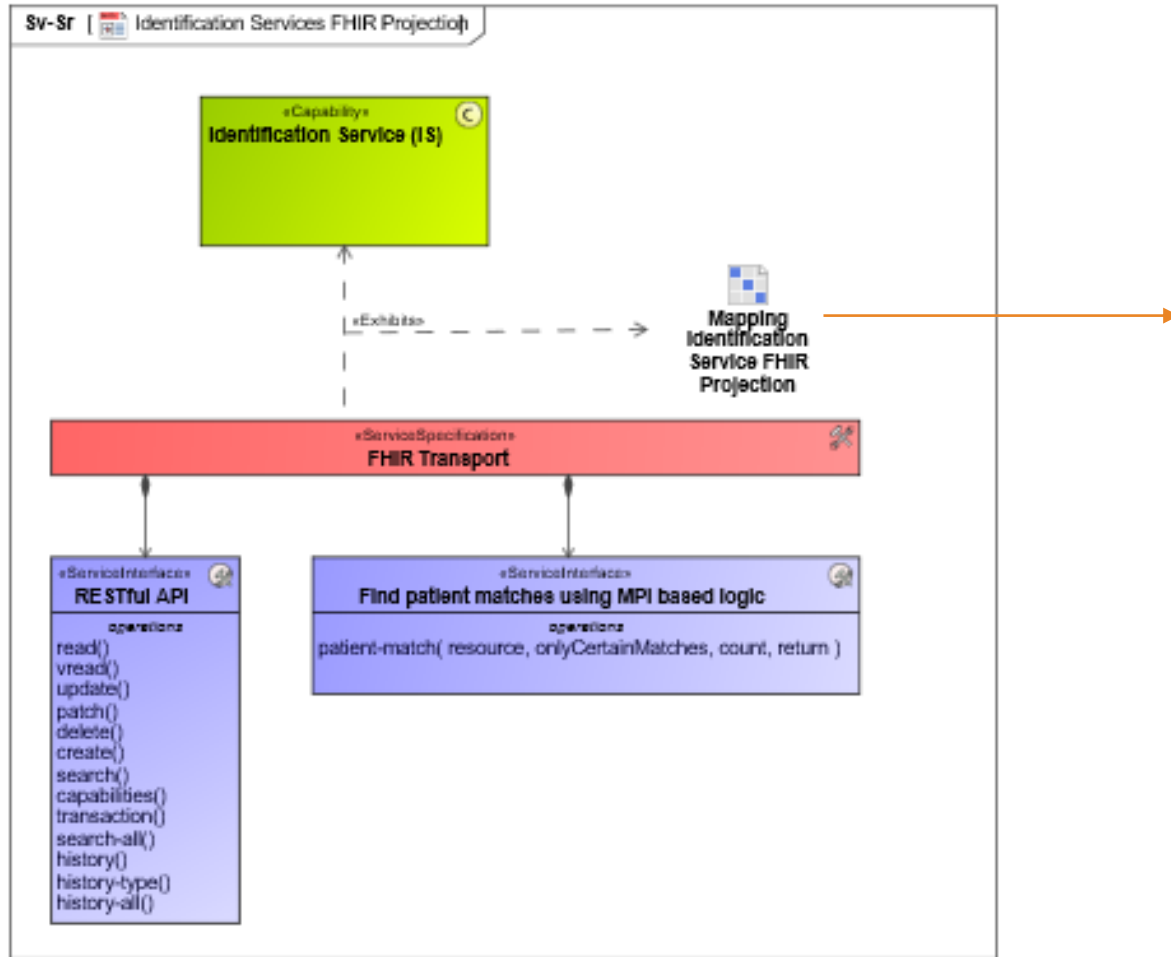 Sv-Sr [ Identification Services FHIR Projection
«Capability»
Identification Service (IS)
C
«Exhibits»
Mapping
Identification
Service FHIR
Projection
«ServiceSpecification»
FHIR Transport
«ServiceInterface»
RESTful API
operations
read()
vread()
update()
patch()
delete()
create()
search()
capabilities()
transaction()
search-all()
history()
history-type()
history-all()
«ServiceInterface»
Find patient matches using MPI based logic
operations
patient-match( resource, onlyCertainMatches, count, return )